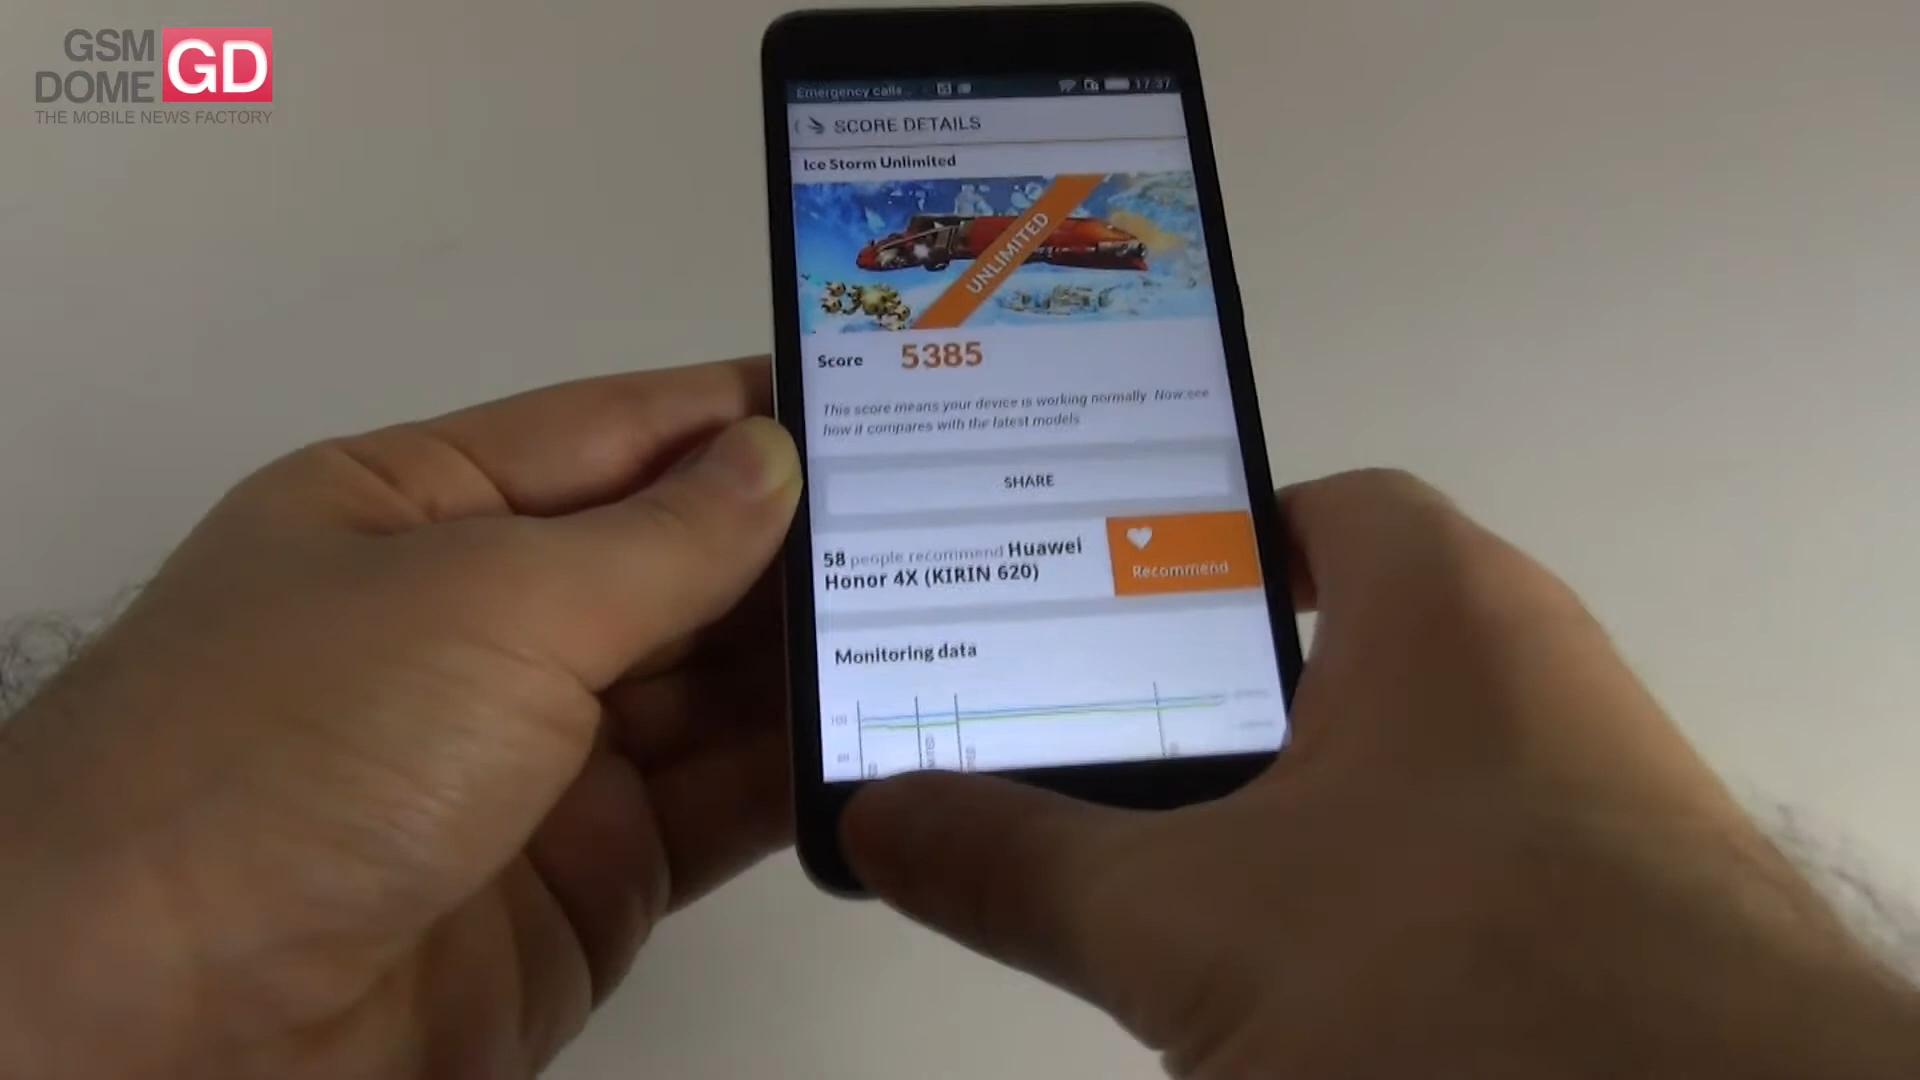 GSM
DOME
GD
THE MOBILE NEWS FACTORY
Emergency calls
17:37
SCORE DETAILS
Ice Storm Unlimited
UNLIMITED
Score 5385
This score means your device is working normally. Now see
how it compares with the latest models
SHARE
58 people recommend Huawei
Honor 4X (KIRIN 620)
Recommend
Monitoring data
100